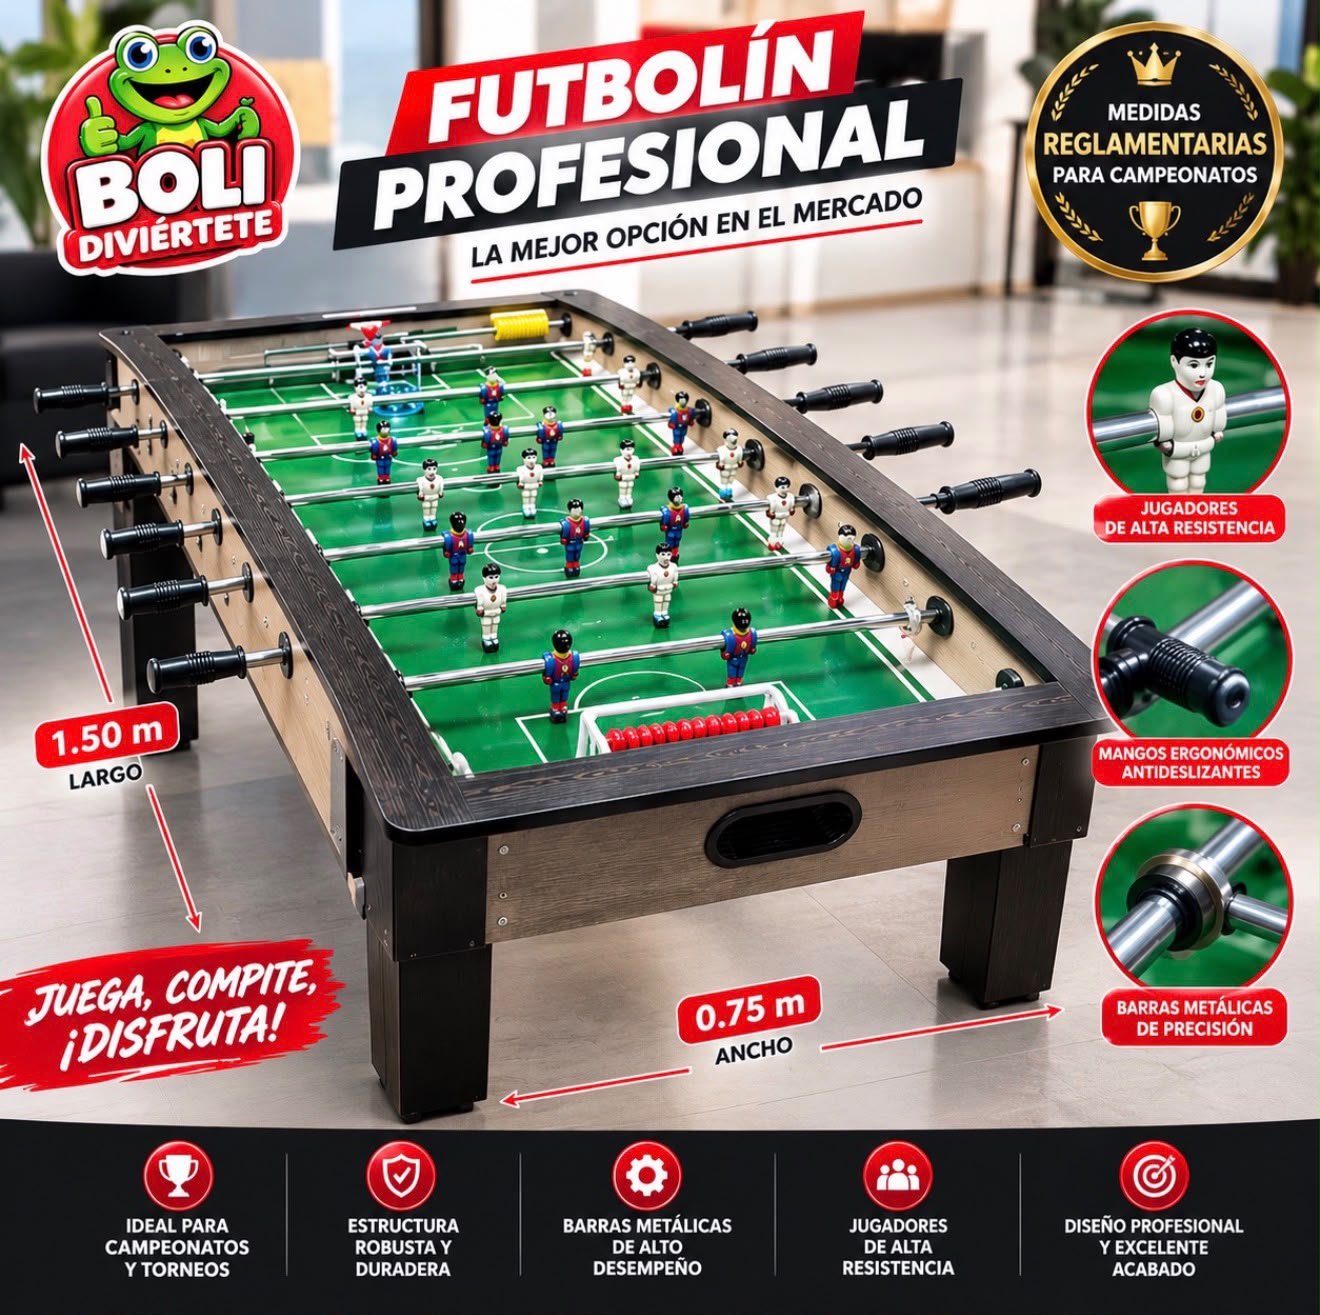 BOLI
DIVIÉRTETE
FUTBOLÍN
PROFESIONAL
LA MEJOR OPCIÓN EN EL MERCADO
MEDIDAS
REGLAMENTARIAS
PARA CAMPEONATOS
JUGADORES
DE ALTA RESISTENCIA
MANGOS ERGONÓMICOS
ANTIDESLIZANTES
BARRAS METÁLICAS
DE PRECISIÓN
1.50 m
LARGO
0.75 m
ANCHO
JUEGA, COMPITE,
¡DISFRUTA!
IDEAL PARA
CAMPEONATOS
Y TORNEOS
ESTRUCTURA
ROBUSTA Y
DURADERA
BARRAS METÁLICAS
DE ALTO
DESEMPEÑO
JUGADORES
DE ALTA
RESISTENCIA
DISEÑO PROFESIONAL
Y EXCELENTE
ACABADO